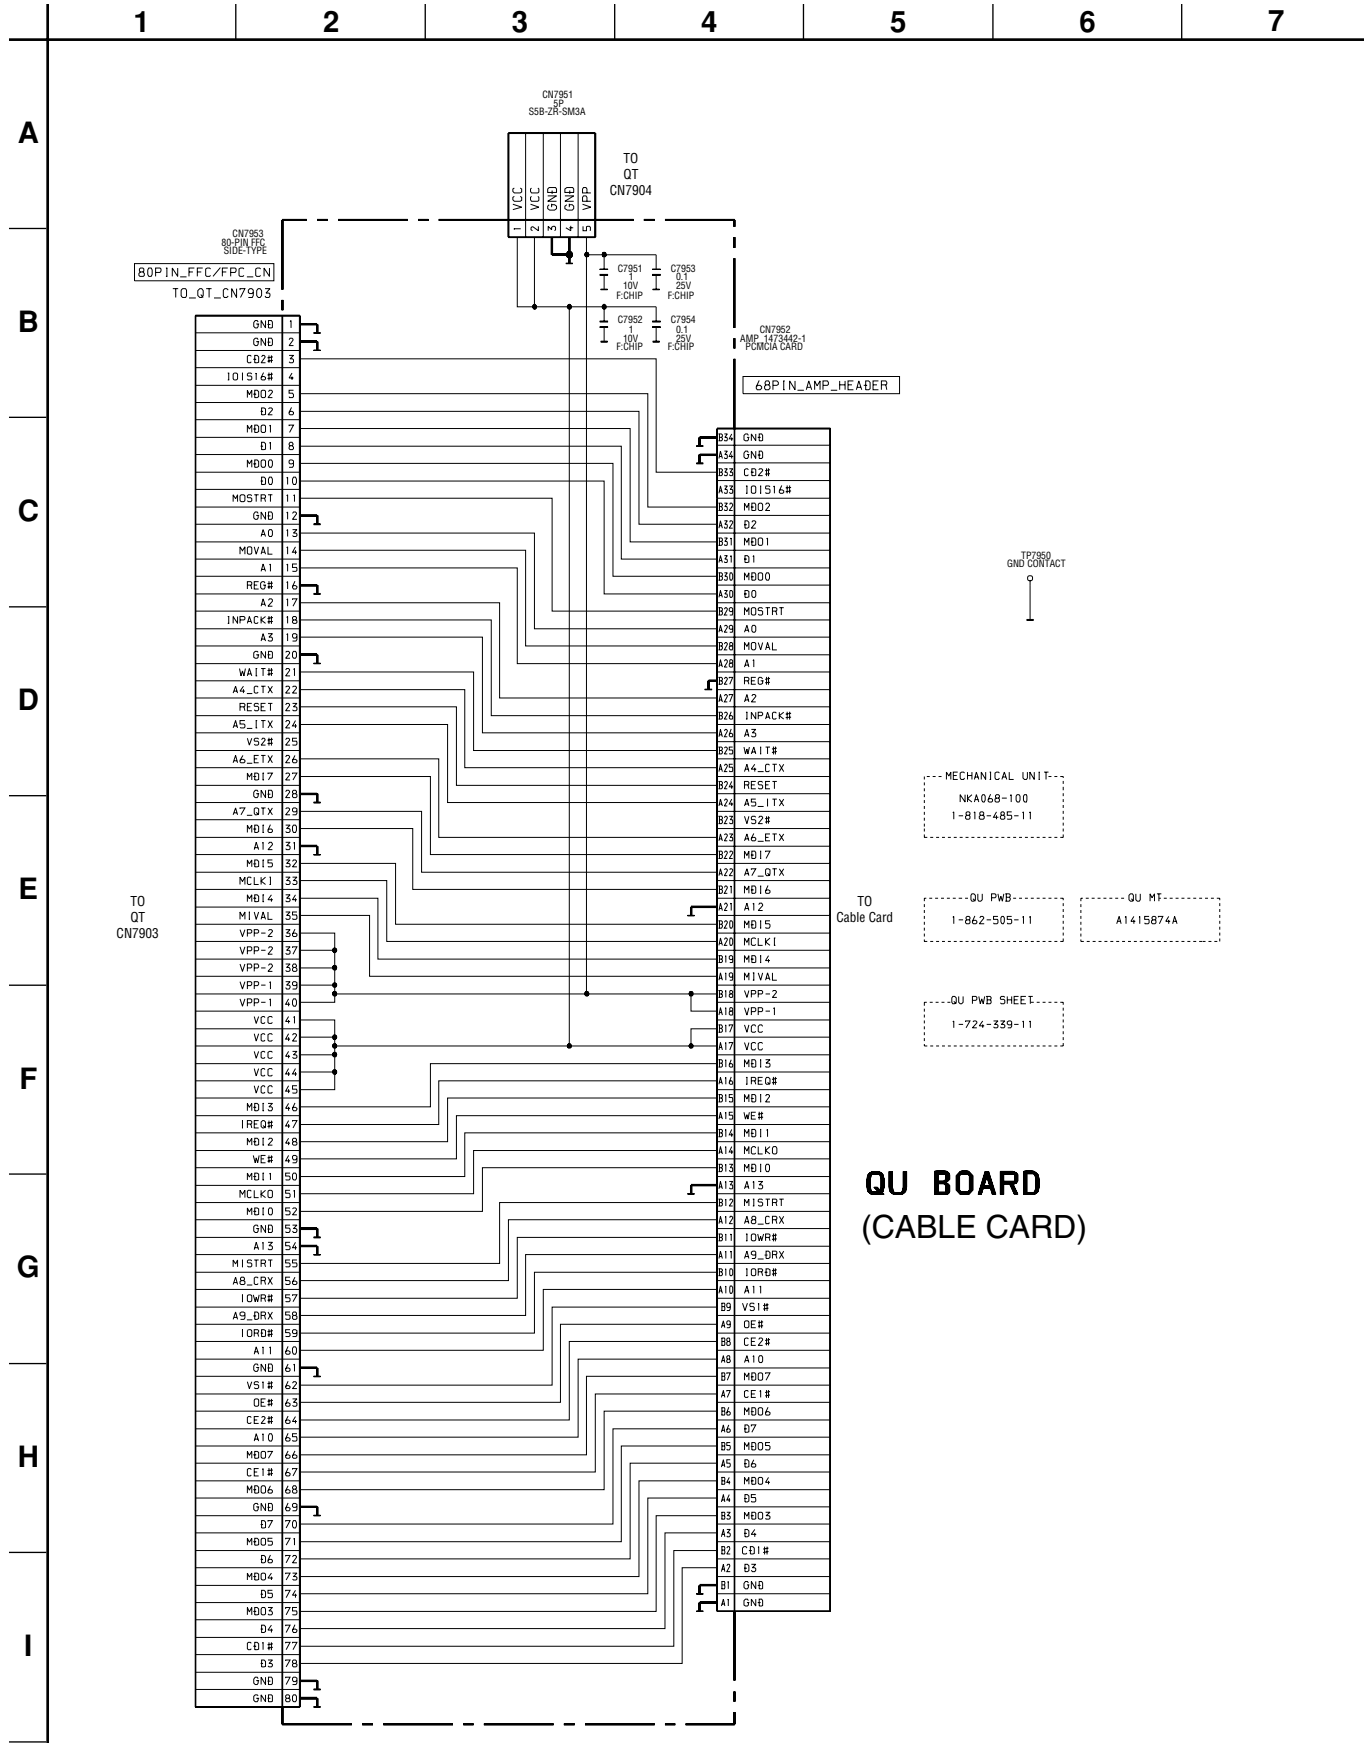 1 2 3 4 5 6 7
A
CN7951
5P
S5B-ZR-SM3A
TO
QT
CN7904
1 VCC
2 VCC
3 GND
4 GND
5 VPP
CN7953
80-PIN FFC
SIDE-TYPE
80PIN_FFC/FPC_CN
TO_QT_CN7903
C7951
1
10V
F:CHIP
C7953
0.1
25V
F:CHIP
B
C7952
1
10V
F:CHIP
C7954
0.1
25V
F:CHIP
CN7952
AMP_1473442-1
PCMCIA CARD
68PIN_AMP_HEADER
GND 1
GND 2
CD2# 3
IOIS16# 4
MDO2 5
D2 6
MDO1 7
D1 8
MDO0 9
D0 10
MOSTRT 11
GND 12
A0 13
MOVAL 14
A1 15
REG# 16
A2 17
INPACK# 18
A3 19
GND 20
WAIT# 21
A4_CTX 22
RESET 23
A5_ITX 24
VS2# 25
A6_ETX 26
MDI7 27
GND 28
A7_QTX 29
MDI6 30
A12 31
MDI5 32
MCLKI 33
MDI4 34
MIVAL 35
VPP-2 36
VPP-2 37
VPP-2 38
VPP-1 39
VPP-1 40
VCC 41
VCC 42
VCC 43
VCC 44
VCC 45
MDI3 46
IREQ# 47
MDI2 48
WE# 49
MDI1 50
MCLKO 51
MDI0 52
GND 53
A13 54
MISTRT 55
A8_CRX 56
IOWR# 57
A9_DRX 58
IORD# 59
A11 60
GND 61
VS1# 62
OE# 63
CE2# 64
A10 65
MDO7 66
CE1# 67
MDO6 68
GND 69
D7 70
MDO5 71
D6 72
MDO4 73
D5 74
MDO3 75
D4 76
CD1# 77
D3 78
GND 79
GND 80
B34 GND
A34 GND
B33 CD2#
A33 IOIS16#
B32 MDO2
A32 D2
B31 MDO1
A31 D1
B30 MDO0
A30 D0
B29 MOSTRT
A29 A0
B28 MOVAL
A28 A1
B27 REG#
A27 A2
B26 INPACK#
A26 A3
B25 WAIT#
A25 A4_CTX
B24 RESET
A24 A5_ITX
B23 VS2#
A23 A6_ETX
B22 MDI7
A22 A7_QTX
B21 MDI6
A21 A12
B20 MDI5
A20 MCLKI
B19 MDI4
A19 MIVAL
B18 VPP-2
A18 VPP-1
B17 VCC
A17 VCC
B16 MDI3
A16 IREQ#
B15 MDI2
A15 WE#
B14 MDI1
A14 MCLKO
B13 MDI0
A13 A13
B12 MISTRT
A12 A8_CRX
B11 IOWR#
A11 A9_DRX
B10 IORD#
A10 A11
B9 VS1#
A9 OE#
B8 CE2#
A8 A10
B7 MDO7
A7 CE1#
B6 MDO6
A6 D7
B5 MDO5
A5 D6
B4 MDO4
A4 D5
B3 MDO3
A3 D4
B2 CD1#
A2 D3
B1 GND
A1 GND
C
TP7950
GND CONTACT
D
MECHANICAL UNIT
NKA068-100
1-818-485-11
E
TO
QT
CN7903
TO
Cable Card
QU PWB
1-862-505-11
QU MT
A1415874A
QU PWB SHEET
1-724-339-11
F
QU BOARD
(CABLE CARD)
G
H
I